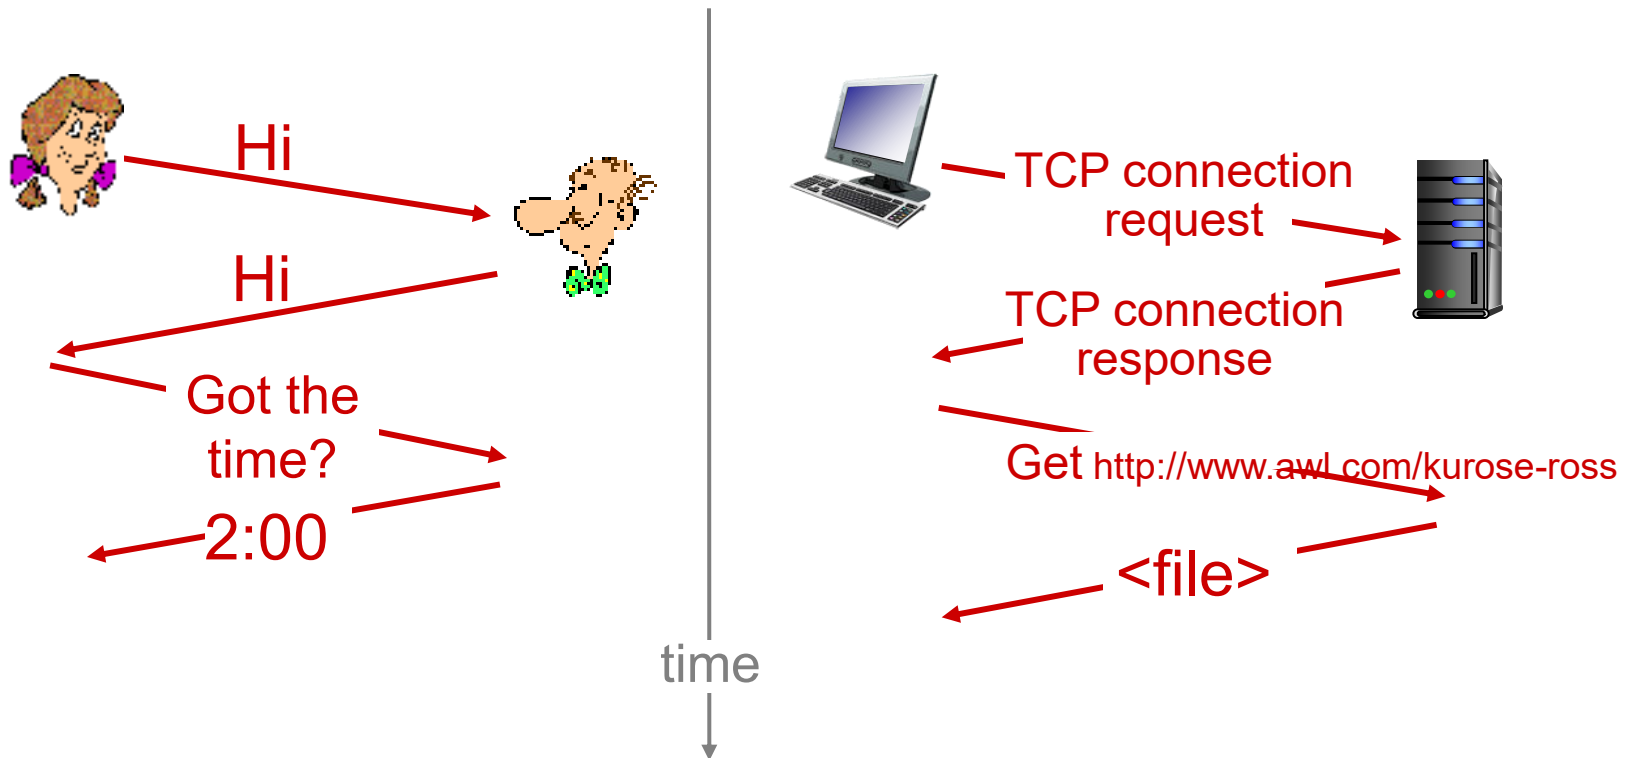 Hi
Hi
Got the
time?
2:00
time
TCP connection
request
TCP connection
response
Get http://www.awl.com/kurose-ross
<file>